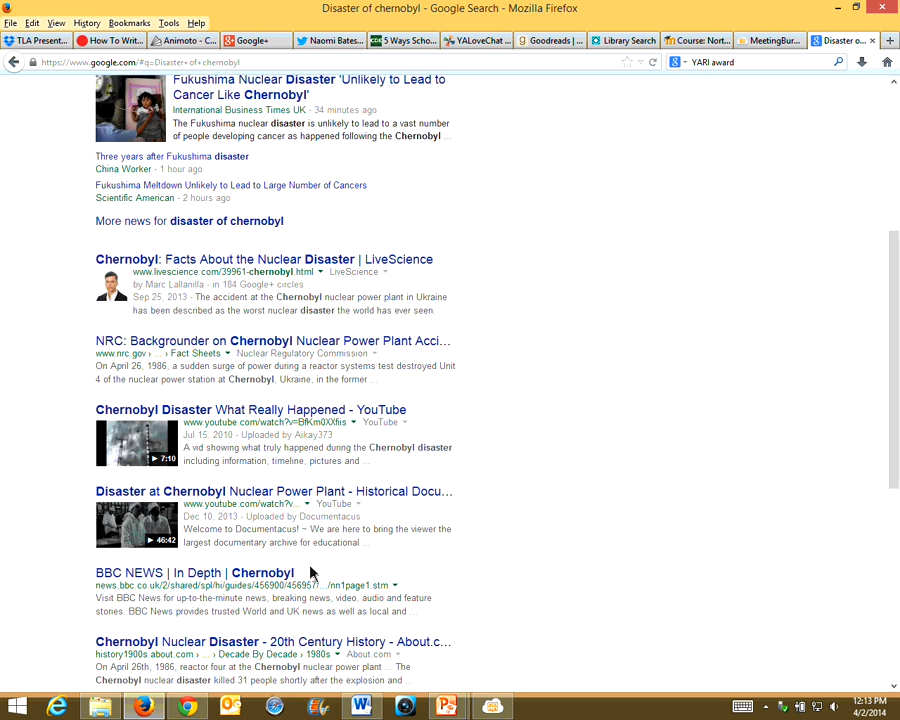 Disaster of chernobyl - Google Search - Mozilla Firefox
File Edit View History Bookmarks Tools Help
TLA Present... How To Writ... Animoto - C... Google+ Naomi Bates... 5 Ways Scho... YALoveChat ... Goodreads | ... Library Search Course: Nort... MeetingBur... Disaster o...
https://www.google.com/#q=Disaster+of+chernobyl YARI award
Fukushima Nuclear Disaster 'Unlikely to Lead to
Cancer Like Chernobyl'
International Business Times UK - 34 minutes ago
The Fukushima nuclear disaster is unlikely to lead to a vast number
of people developing cancer as happened following the Chernobyl ...
Three years after Fukushima disaster
China Worker - 1 hour ago
Fukushima Meltdown Unlikely to Lead to Large Number of Cancers
Scientific American - 2 hours ago
More news for disaster of chernobyl
Chernobyl: Facts About the Nuclear Disaster | LiveScience
www.livescience.com/39961-chernobyl.html LiveScience
by Marc Lallanilla - in 184 Google+ circles
Sep 25, 2013 - The accident at the Chernobyl nuclear power plant in Ukraine
has been described as the worst nuclear disaster the world has ever seen.
NRC: Backgrounder on Chernobyl Nuclear Power Plant Acci...
www.nrc.gov › ... › Fact Sheets Nuclear Regulatory Commission
On April 26, 1986, a sudden surge of power during a reactor systems test destroyed Unit
4 of the nuclear power station at Chernobyl, Ukraine, in the former ...
Chernobyl Disaster What Really Happened - YouTube
www.youtube.com/watch?v=BfKm0XXfiis YouTube
Jul 15, 2010 - Uploaded by Aikay373
A vid showing what truly happened during the Chernobyl disaster
7:10 including information, timeline, pictures and ...
Disaster at Chernobyl Nuclear Power Plant - Historical Docu...
www.youtube.com/watch?v... YouTube
Dec 10, 2013 - Uploaded by Documentacus
Welcome to Documentacus! ~ We are here to bring the viewer the
46:42 largest documentary archive for educational ...
BBC NEWS | In Depth | Chernobyl
news.bbc.co.uk/2/shared/spl/hi/guides/456900/456957/.../nn1page1.stm
Visit BBC News for up-to-the-minute news, breaking news, video, audio and feature
stories. BBC News provides trusted World and UK news as well as local and ...
Chernobyl Nuclear Disaster - 20th Century History - About.c...
history1900s.about.com › ... › Decade By Decade › 1980s About.com
On April 26th, 1986, reactor four at the Chernobyl nuclear power plant ... The
Chernobyl nuclear disaster killed 31 people shortly after the explosion and ...
12:13 PM
4/2/2014